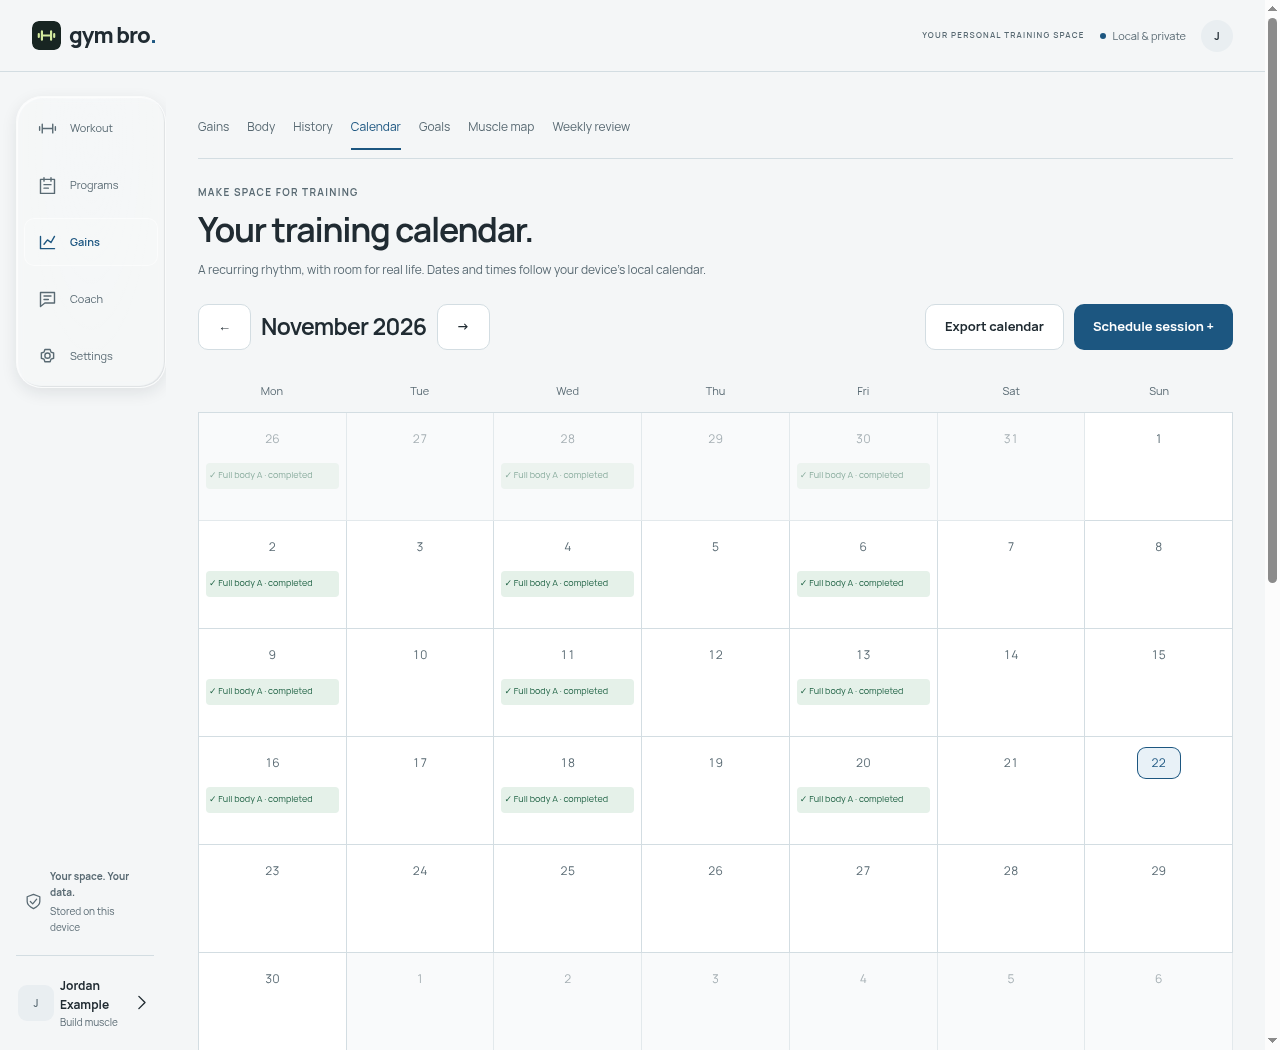 gym bro.
YOUR PERSONAL TRAINING SPACE
Local & private
J
Workout
Programs
Gains
Coach
Settings
Your space. Your
data.
Stored on this
device
J
Jordan
Example
Build muscle
Gains Body History Calendar Goals Muscle map Weekly review
MAKE SPACE FOR TRAINING
Your training calendar.
A recurring rhythm, with room for real life. Dates and times follow your device's local calendar.
← November 2026 →
Export calendar
Schedule session +
Mon Tue Wed Thu Fri Sat Sun
26 27 28 29 30 31 1
✓ Full body A · completed ✓ Full body A · completed ✓ Full body A · completed
2 3 4 5 6 7 8
✓ Full body A · completed ✓ Full body A · completed ✓ Full body A · completed
9 10 11 12 13 14 15
✓ Full body A · completed ✓ Full body A · completed ✓ Full body A · completed
16 17 18 19 20 21 22
✓ Full body A · completed ✓ Full body A · completed ✓ Full body A · completed
23 24 25 26 27 28 29
30 1 2 3 4 5 6